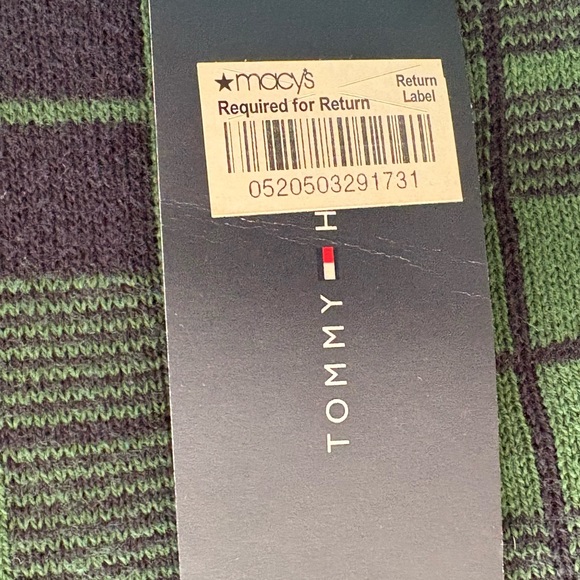 ★macy's
Return
Label
Required for Return
0520503291731
TOMMY H